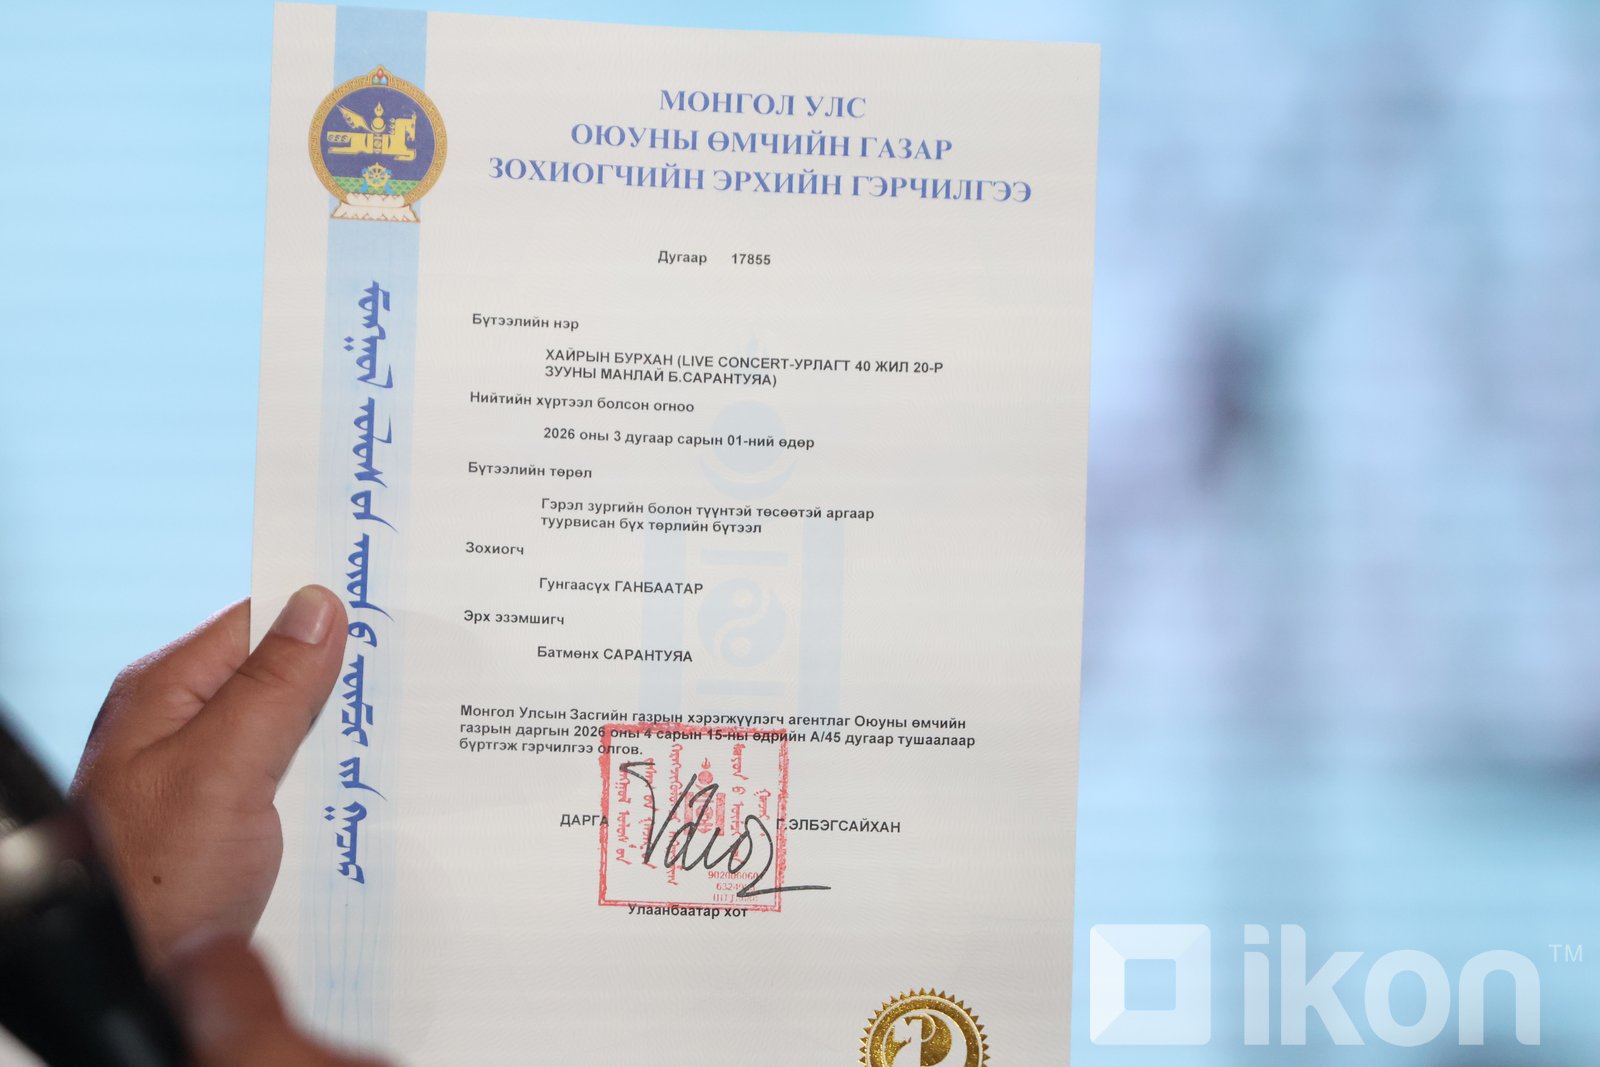 МОНГОЛ УЛС
ОЮУНЫ ӨМЧИЙН ГАЗАР
ЗОХИОГЧИЙН ЭРХИЙН ГЭРЧИЛГЭЭ
Дугаар 17855
Бүтээлийн нэр
ХАЙРЫН БУРХАН (LIVE CONCERT-УРЛАГТ 40 ЖИЛ 20-Р
ЗУУНЫ МАНЛАЙ Б.САРАНТУЯА)
Нийтийн хүртээл болсон огноо
2026 оны 3 дугаар сарын 01-ний өдөр
Бүтээлийн төрөл
Гэрэл зургийн болон түүнтэй төсөөтэй аргаар
туурвисан бүх төрлийн бүтээл
Зохиогч
Гунгаасүх ГАНБААТАР
Эрх эзэмшигч
Батмөнх САРАНТУЯА
Монгол Улсын Засгийн газрын хэрэгжүүлэгч агентлаг Оюуны өмчийн
газрын даргын 2026 оны 4 сарын 15-ны өдрийн А/45 дугаар тушаалаар
бүртгэж гэрчилгээ олгов.
ДАРГА Г.ЭЛБЭГСАЙХАН
Улаанбаатар хот
ikon TM